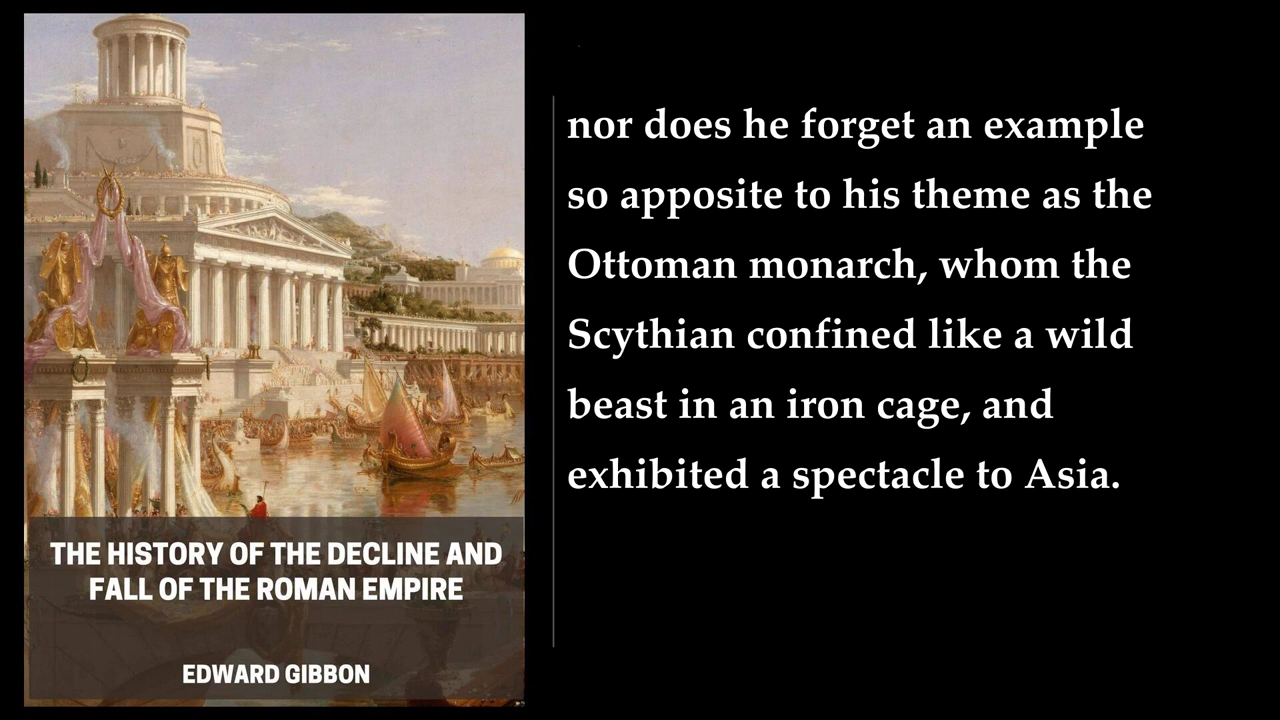 THE HISTORY OF THE DECLINE AND
FALL OF THE ROMAN EMPIRE
EDWARD GIBBON
nor does he forget an example
so apposite to his theme as the
Ottoman monarch, whom the
Scythian confined like a wild
beast in an iron cage, and
exhibited a spectacle to Asia.